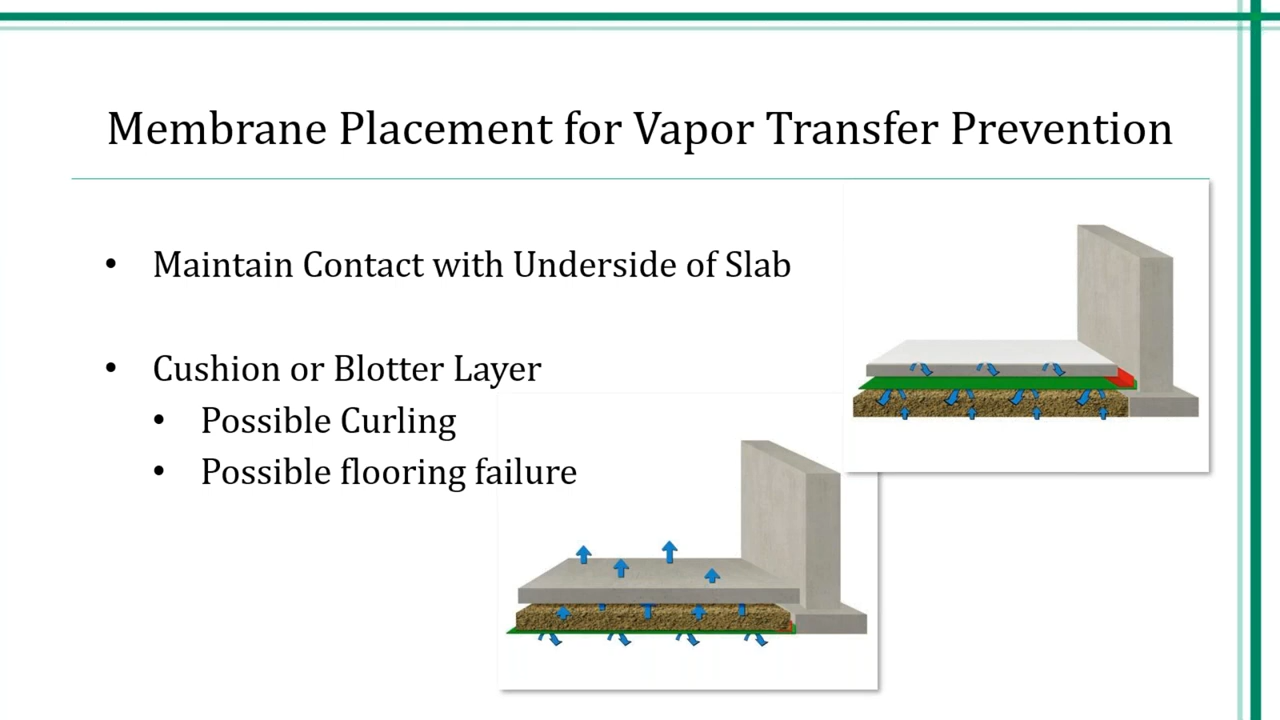 Membrane Placement for Vapor Transfer Prevention
• Maintain Contact with Underside of Slab
• Cushion or Blotter Layer
• Possible Curling
• Possible flooring failure